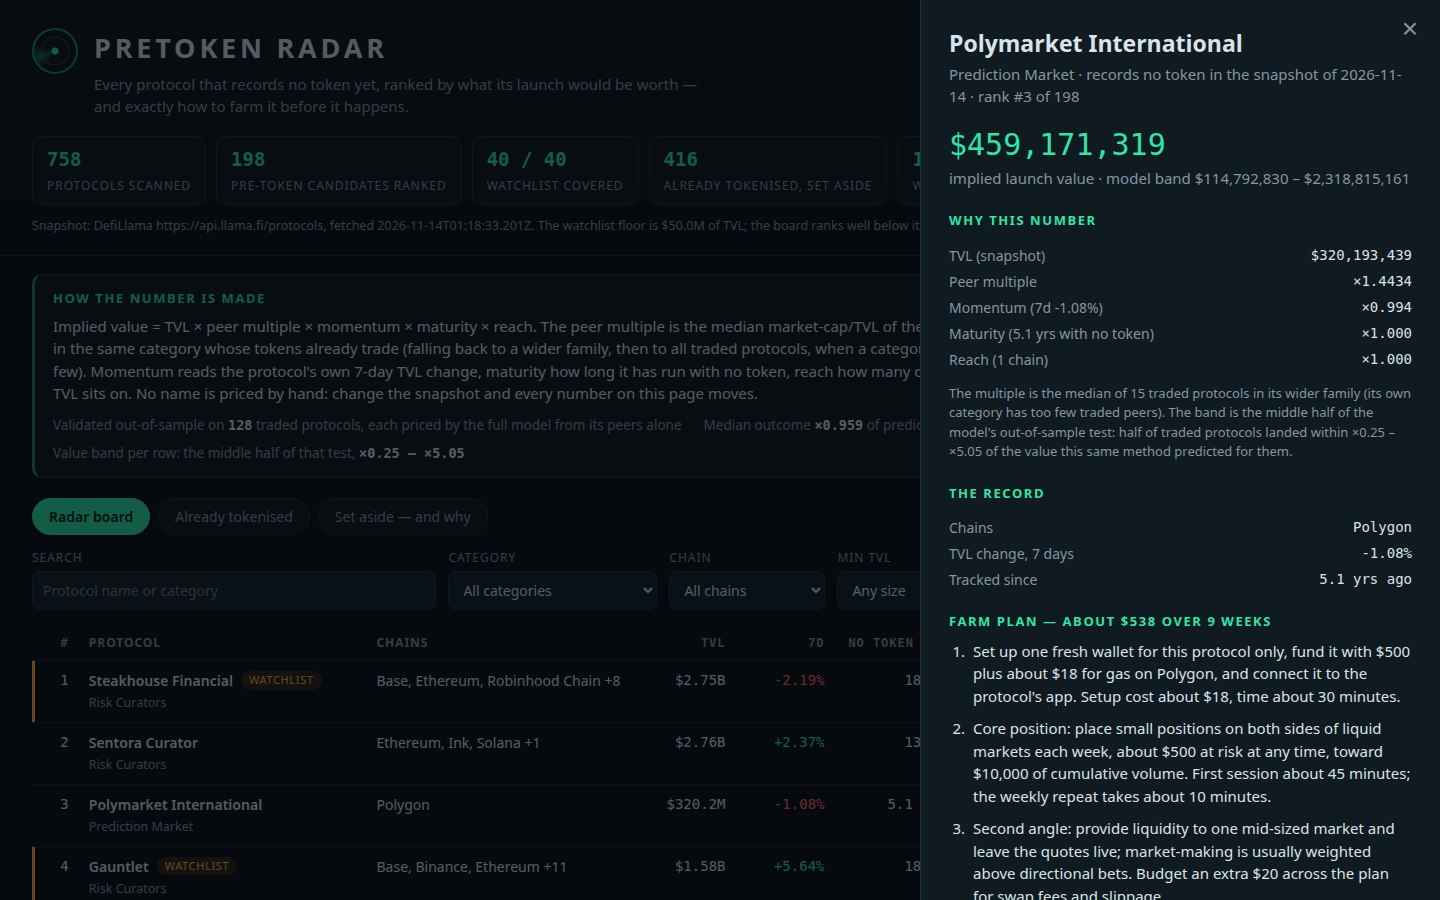 PRETOKEN RADAR
Every protocol that records no token yet, ranked by what its launch would be worth —
and exactly how to farm it before it happens.
758
PROTOCOLS SCANNED
198
PRE-TOKEN CANDIDATES RANKED
40 / 40
WATCHLIST COVERED
416
ALREADY TOKENISED, SET ASIDE
Snapshot: DefiLlama https://api.llama.fi/protocols, fetched 2026-11-14T01:18:33.201Z. The watchlist floor is $50.0M of TVL; the board ranks well below it
HOW THE NUMBER IS MADE
Implied value = TVL × peer multiple × momentum × maturity × reach. The peer multiple is the median market-cap/TVL of the
in the same category whose tokens already trade (falling back to a wider family, then to all traded protocols, when a
few). Momentum reads the protocol's own 7-day TVL change, maturity how long it has run with no token, reach how many
TVL sits on. No name is priced by hand: change the snapshot and every number on this page moves.
Validated out-of-sample on 128 traded protocols, each priced by the full model from its peers alone
Median outcome ×0.959 of
Value band per row: the middle half of that test, ×0.25 – ×5.05
Radar board
Already tokenised
Set aside — and why
SEARCH
CATEGORY
CHAIN
MIN TVL
Protocol name or category
All categories
All chains
Any size
# PROTOCOL CHAINS TVL 7D NO TOKEN
1 Steakhouse Financial WATCHLIST Base, Ethereum, Robinhood Chain +8 $2.75B -2.19% 18
Risk Curators
2 Sentora Curator Ethereum, Ink, Solana +1 $2.76B +2.37% 13
Risk Curators
3 Polymarket International Polygon $320.2M -1.08% 5.1
Prediction Market
4 Gauntlet WATCHLIST Base, Binance, Ethereum +11 $1.58B +5.64% 18
Risk Curators
✕
Polymarket International
Prediction Market · records no token in the snapshot of 2026-11-
14 · rank #3 of 198
$459,171,319
implied launch value · model band $114,792,830 – $2,318,815,161
WHY THIS NUMBER
TVL (snapshot) $320,193,439
Peer multiple ×1.4434
Momentum (7d -1.08%) ×0.994
Maturity (5.1 yrs with no token) ×1.000
Reach (1 chain) ×1.000
The multiple is the median of 15 traded protocols in its wider family (its own
category has too few traded peers). The band is the middle half of the
model's out-of-sample test: half of traded protocols landed within ×0.25 –
×5.05 of the value this same method predicted for them.
THE RECORD
Chains Polygon
TVL change, 7 days -1.08%
Tracked since 5.1 yrs ago
FARM PLAN — ABOUT $538 OVER 9 WEEKS
1. Set up one fresh wallet for this protocol only, fund it with $500
plus about $18 for gas on Polygon, and connect it to the
protocol's app. Setup cost about $18, time about 30 minutes.
2. Core position: place small positions on both sides of liquid
markets each week, about $500 at risk at any time, toward
$10,000 of cumulative volume. First session about 45 minutes;
the weekly repeat takes about 10 minutes.
3. Second angle: provide liquidity to one mid-sized market and
leave the quotes live; market-making is usually weighted
above directional bets. Budget an extra $20 across the plan
for swap fees and slippage.